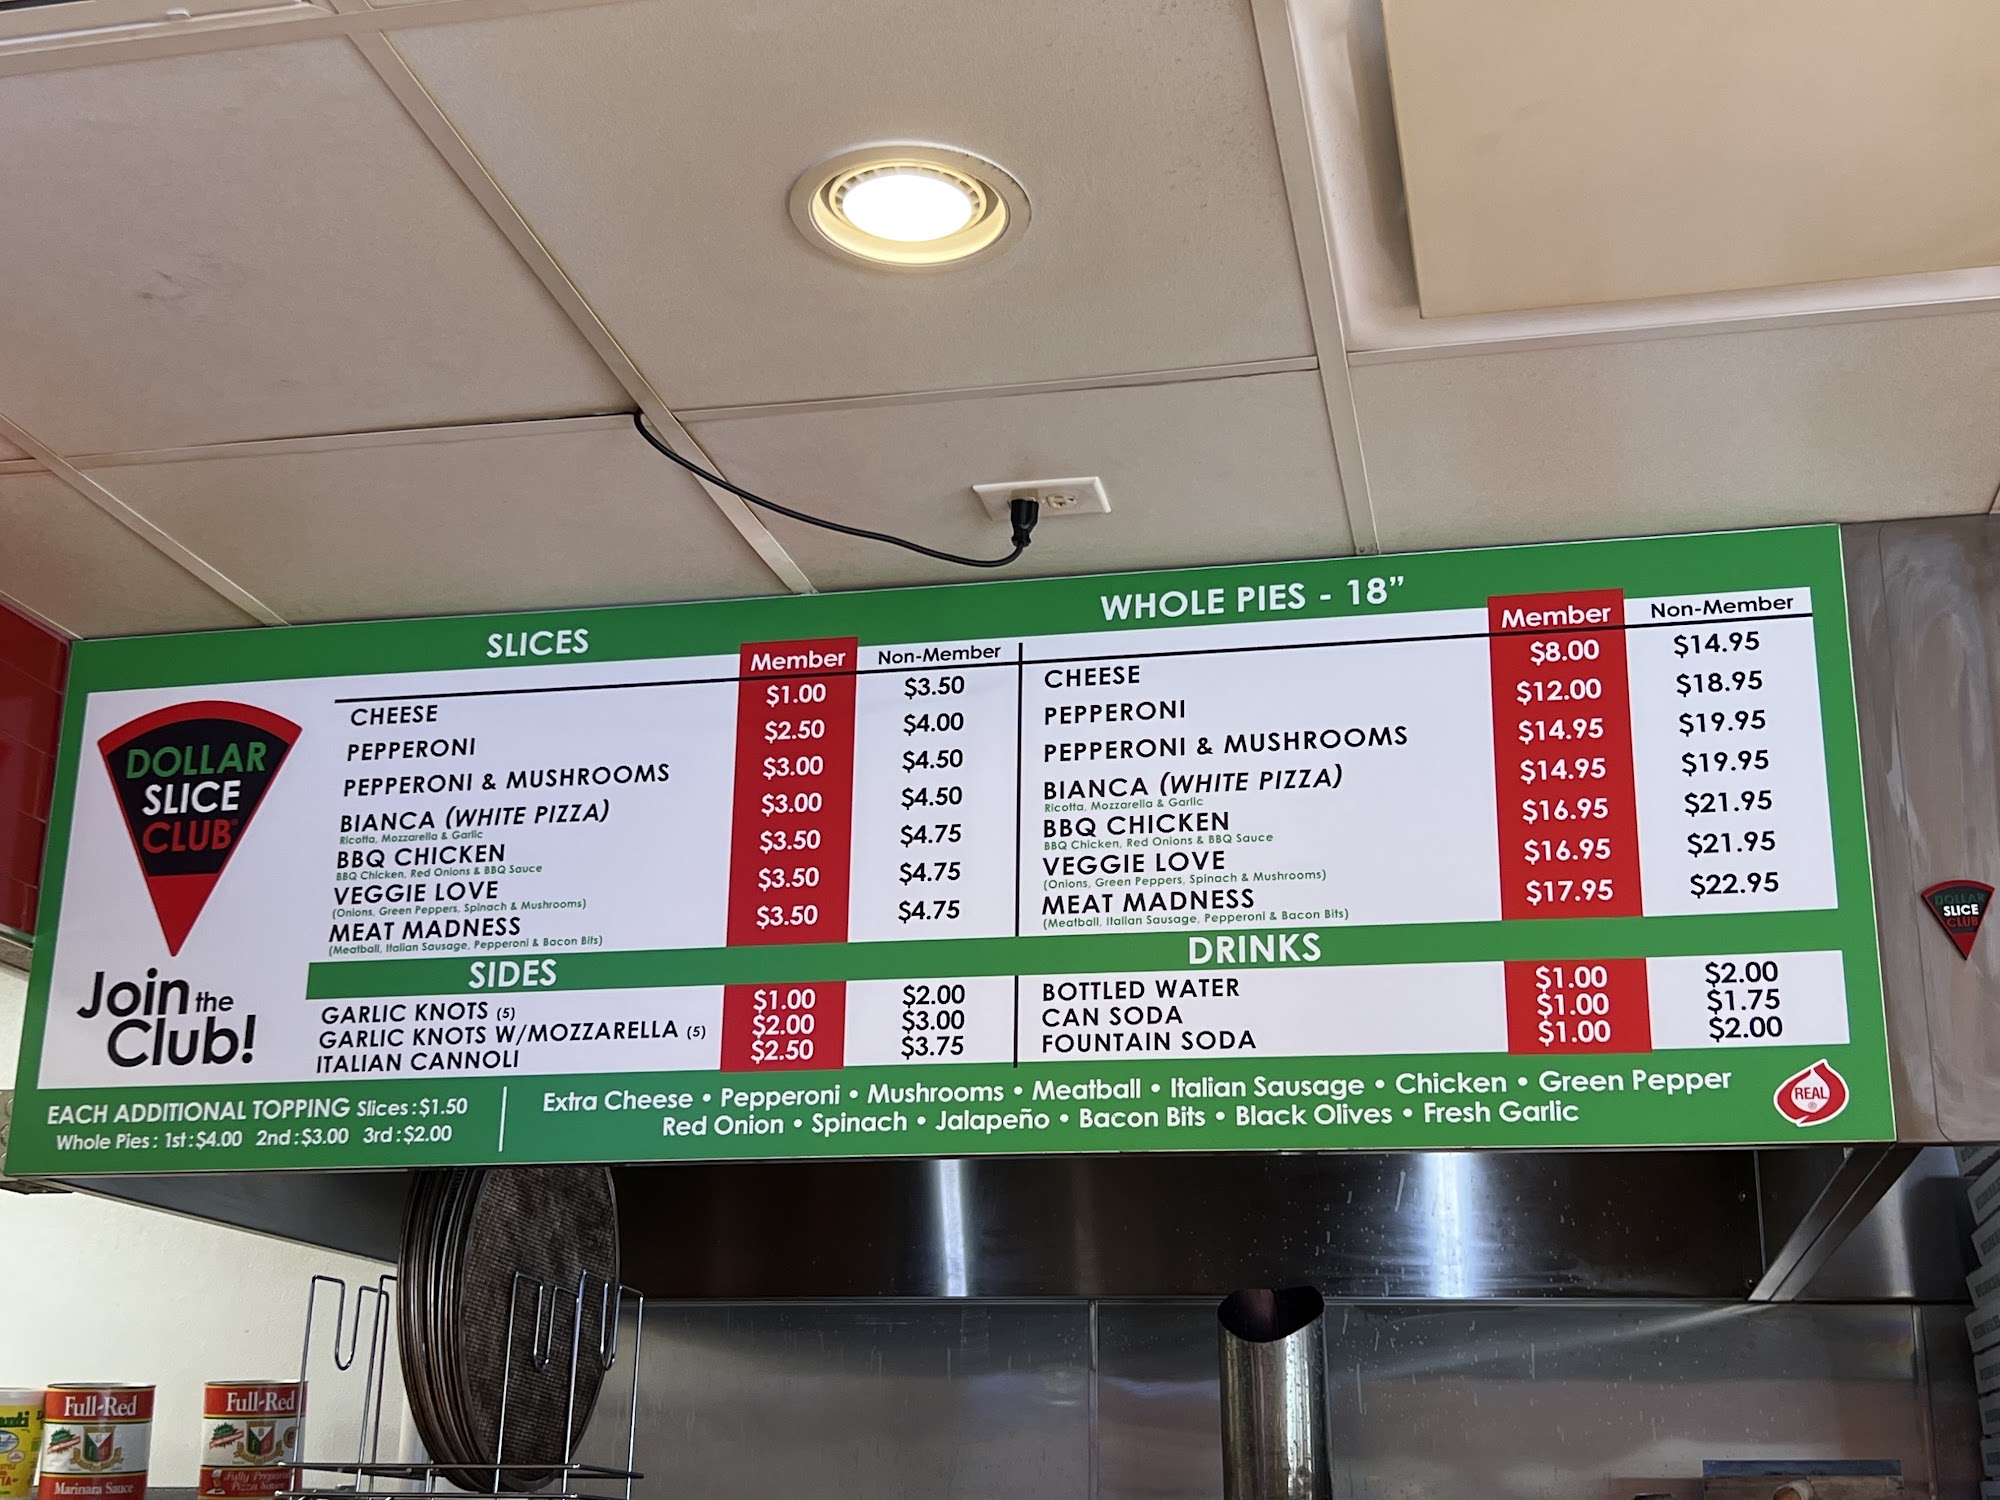 SLICES
Member Non-Member
CHEESE $1.00 $3.50
PEPPERONI $2.50 $4.00
PEPPERONI & MUSHROOMS $3.00 $4.50
BIANCA (WHITE PIZZA) $3.00 $4.50
Ricotta, Mozzarella & Garlic
BBQ CHICKEN $3.50 $4.75
BBQ Chicken, Red Onions & BBQ Sauce
VEGGIE LOVE $3.50 $4.75
(Onions, Green Peppers, Spinach & Mushrooms)
MEAT MADNESS $3.50 $4.75
(Meatball, Italian Sausage, Pepperoni & Bacon Bits)
WHOLE PIES - 18”
Member Non-Member
CHEESE $8.00 $14.95
PEPPERONI $12.00 $18.95
PEPPERONI & MUSHROOMS $14.95 $19.95
BIANCA (WHITE PIZZA) $14.95 $19.95
Ricotta, Mozzarella & Garlic
BBQ CHICKEN $16.95 $21.95
BBQ Chicken, Red Onions & BBQ Sauce
VEGGIE LOVE $16.95 $21.95
(Onions, Green Peppers, Spinach & Mushrooms)
MEAT MADNESS $17.95 $22.95
(Meatball, Italian Sausage, Pepperoni & Bacon Bits)
DOLLAR
SLICE
CLUB®
Join the
Club!
SIDES
GARLIC KNOTS (5) $1.00 $2.00
GARLIC KNOTS W/MOZZARELLA (5) $2.00 $3.00
ITALIAN CANNOLI $2.50 $3.75
DRINKS
BOTTLED WATER $1.00 $2.00
CAN SODA $1.00 $1.75
FOUNTAIN SODA $1.00 $2.00
EACH ADDITIONAL TOPPING Slices:$1.50
Whole Pies: 1st:$4.00 2nd:$3.00 3rd:$2.00
Extra Cheese • Pepperoni • Mushrooms • Meatball • Italian Sausage • Chicken • Green Pepper
Red Onion • Spinach • Jalapeño • Bacon Bits • Black Olives • Fresh Garlic
REAL
®
DOLLAR
SLICE
CLUB
Full-Red
Marinara Sauce
Full-Red
Fully Prepared
Pizza Sauce